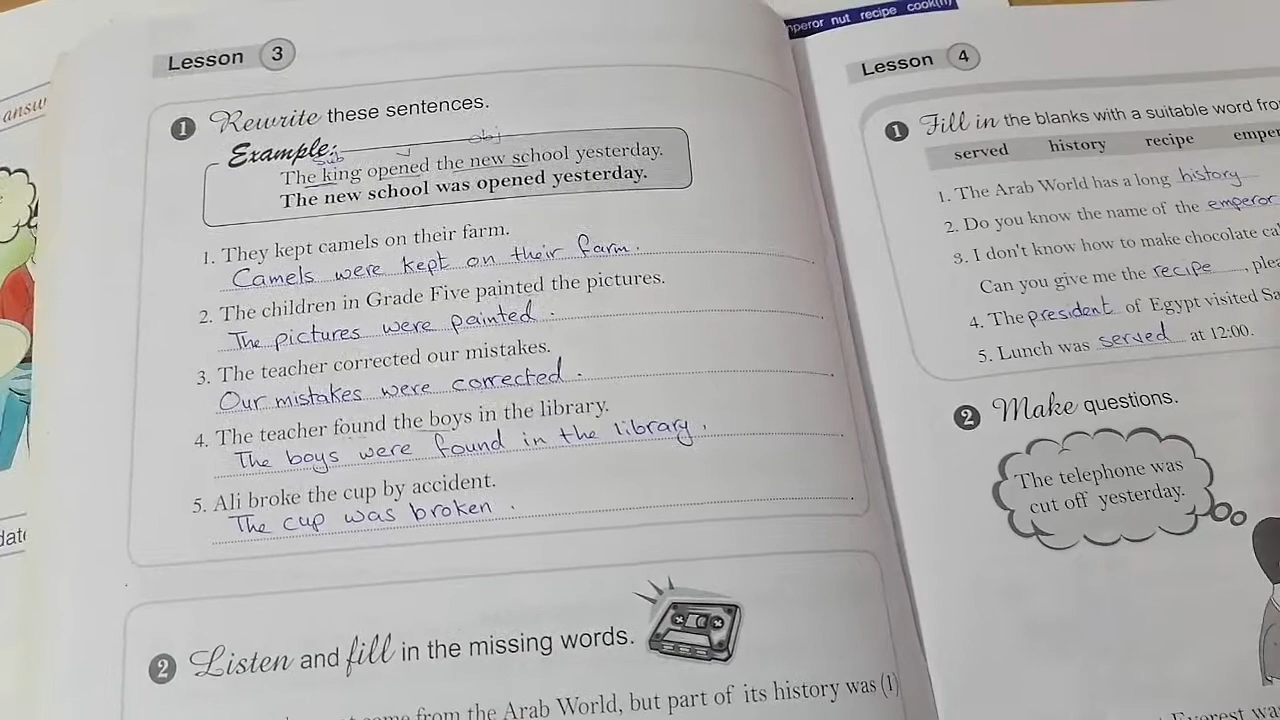 answ
peror nut recipe cook(n)
Lesson 3
1 Rewrite these sentences.
Example:
sub v obj
The king opened the new school yesterday.
The new school was opened yesterday.
1. They kept camels on their farm.
Camels were kept on their farm.
2. The children in Grade Five painted the pictures.
The pictures were painted.
3. The teacher corrected our mistakes.
Our mistakes were corrected.
4. The teacher found the boys in the library.
The boys were found in the library.
5. Ali broke the cup by accident.
The cup was broken.
2 Listen and fill in the missing words.
from the Arab World, but part of its history was (1)
Lesson 4
1 Fill in the blanks with a suitable word fro
served history recipe empe
1. The Arab World has a long history
2. Do you know the name of the emperor
3. I don't know how to make chocolate ca
Can you give me the recipe, plea
4. The president of Egypt visited Sa
5. Lunch was served at 12:00.
2 Make questions.
The telephone was
cut off yesterday.
Everest wa